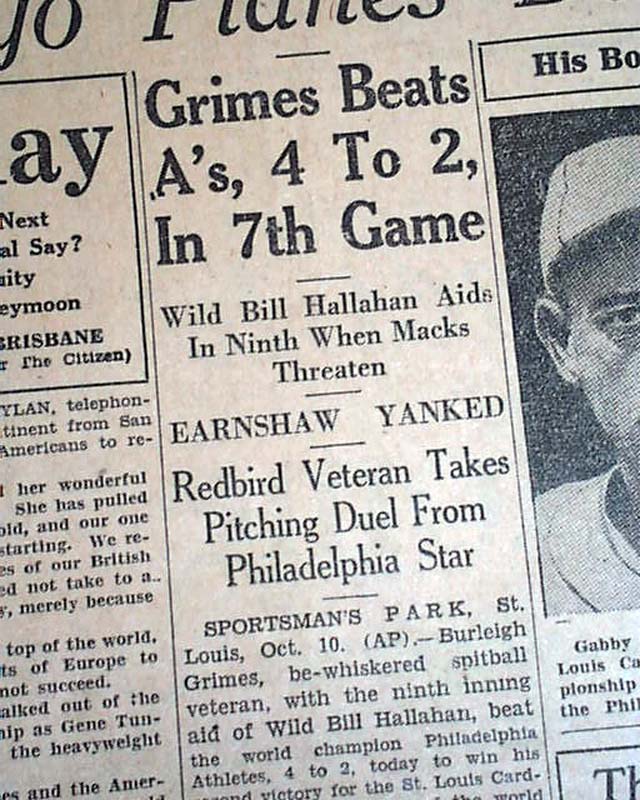 His Bo
ay
Next
al Say?
uity
eymoon
BRISBANE
r The Citizen)
YLAN, telephon-
tinent from San
Americans to re-
her wonderful
She has pulled
old, and our one
starting. We re-
es of our British
ed not take to a..
merely because
top of the world.
ts of Europe to
not succeed.
alked out of the
hip as Gene Tun-
the heavyweight
es and the Amer-
Grimes Beats
A's, 4 To 2,
In 7th Game
Wild Bill Hallahan Aids
In Ninth When Macks
Threaten
EARNSHAW YANKED
Redbird Veteran Takes
Pitching Duel From
Philadelphia Star
SPORTSMAN'S PARK, St.
Louis, Oct. 10. (AP).—Burleigh
Grimes, be-whiskered spitball
veteran, with the ninth inning
aid of Wild Bill Hallahan, beat
the world champion Philadelphia
Athletes, 4 to 2, today to win his
victory for the St. Louis Card-
the world
Gabby
Louis Ca
pionship
the Phil
Th